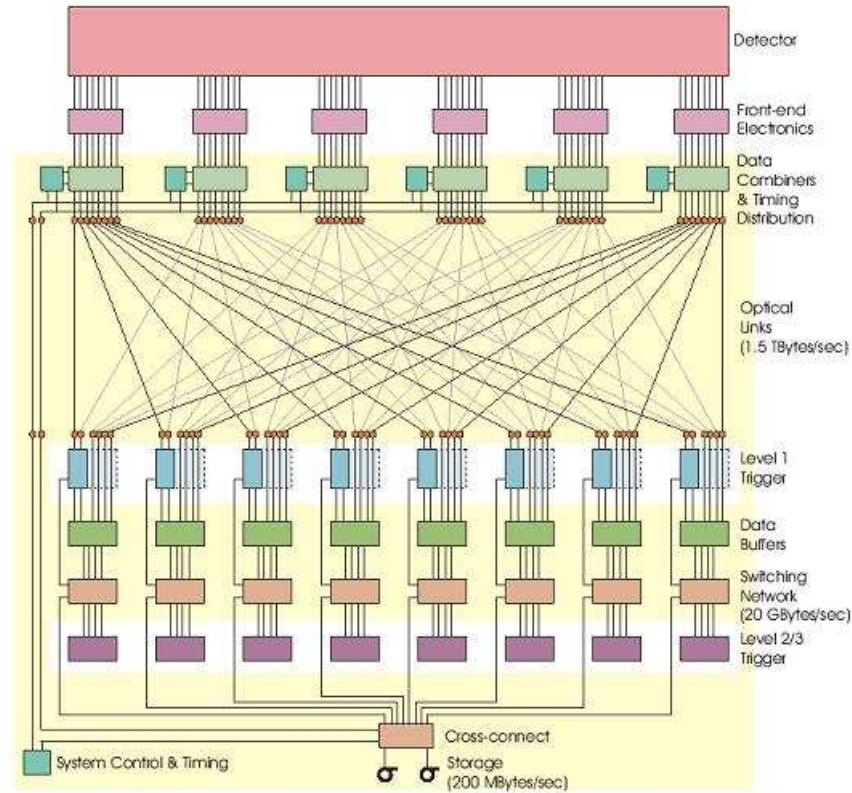 Detector
Front-end
Electronics
Data
Combiners
& Timing
Distribution
Optical
Links
(1.5 TBytes/sec)
Level 1
Trigger
Data
Buffers
Switching
Network
(20 GBytes/sec)
Level 2/3
Trigger
Cross-connect
System Control & Timing
Storage
(200 MBytes/sec)